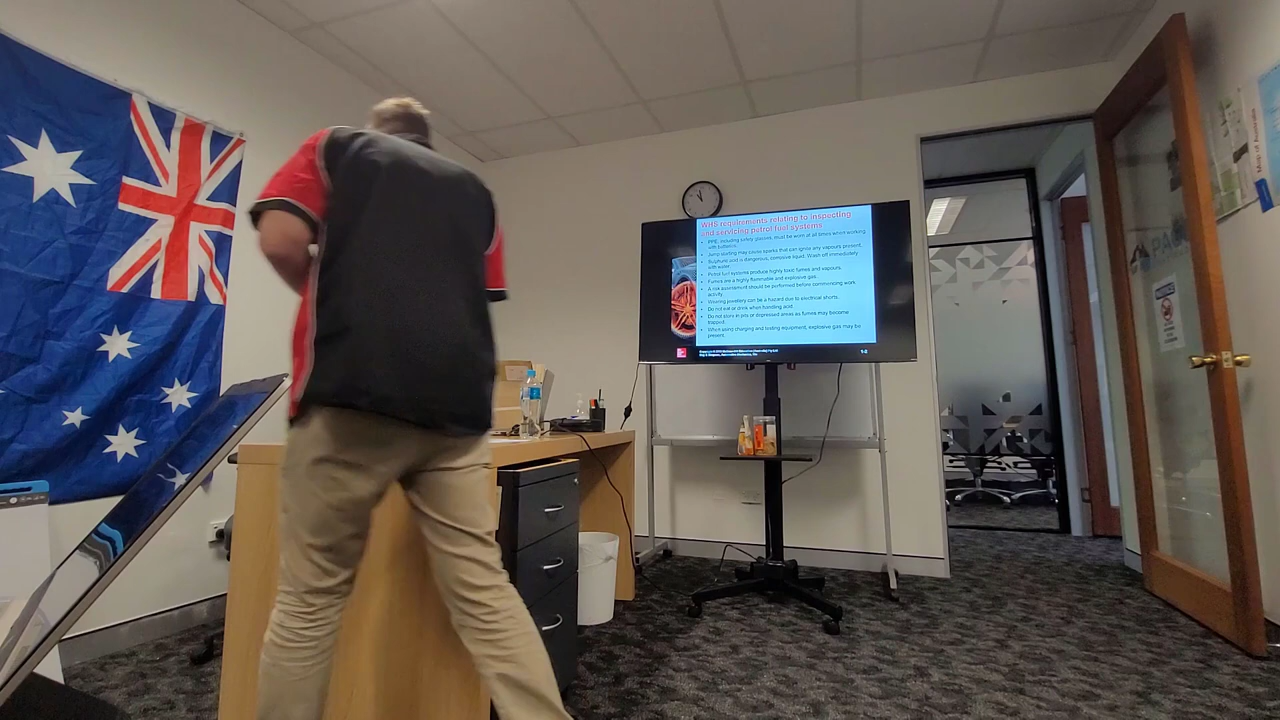 WHS requirements relating to inspecting
and servicing petrol fuel systems
• PPE, including safety glasses, must be worn at all times when working
with batteries.
• Jump starting may cause sparks that can ignite any vapours present.
• Sulphuric acid is dangerous, corrosive liquid. Wash off immediately
with water.
• Petrol fuel systems produce highly toxic fumes and vapours.
• Fumes are a highly flammable and explosive gas.
• A risk assessment should be performed before commencing work
activity.
• Wearing jewellery can be a hazard due to electrical shorts.
• Do not eat or drink when handling acid
• Do not store in pits or depressed areas as fumes may become
trapped.
• When using charging and testing equipment, explosive gas may be
present.
1-2